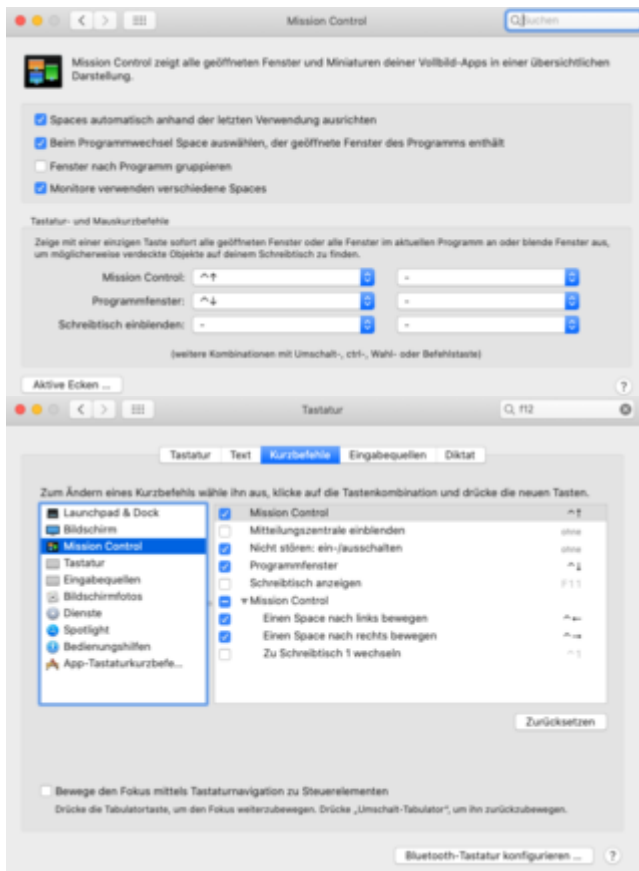 Mission Control
Suchen
Mission Control zeigt alle geöffneten Fenster und Miniaturen deiner Vollbild-Apps in einer übersichtlichen
Darstellung.
Spaces automatisch anhand der letzten Verwendung ausrichten
Beim Programmwechsel Space auswählen, der geöffnete Fenster des Programms enthält
Fenster nach Programm gruppieren
Monitore verwenden verschiedene Spaces
Tastatur- und Mauskurzbefehle
Zeige mit einer einzigen Taste sofort alle geöffneten Fenster oder alle Fenster im aktuellen Programm an oder blende Fenster aus,
um möglicherweise verdeckte Objekte auf deinem Schreibtisch zu finden.
Mission Control: ^↑ -
Programmfenster: ^↓ -
Schreibtisch einblenden: - -
(weitere Kombinationen mit Umschalt-, ctrl-, Wahl- oder Befehlstaste)
Aktive Ecken ... ?
Tastatur
f12
Tastatur Text Kurzbefehle Eingabequellen Diktat
Zum Ändern eines Kurzbefehls wähle ihn aus, klicke auf die Tastenkombination und drücke die neuen Tasten.
Launchpad & Dock
Bildschirm
Mission Control
Tastatur
Eingabequellen
Bildschirmfotos
Dienste
Spotlight
Bedienungshilfen
App-Tastaturkurzbefe...
Mission Control ^↑
Mitteilungszentrale einblenden ohne
Nicht stören: ein-/ausschalten ohne
Programmfenster ^↓
Schreibtisch anzeigen F11
Mission Control
Einen Space nach links bewegen ^←
Einen Space nach rechts bewegen ^→
Zu Schreibtisch 1 wechseln ^1
Zurücksetzen
Bewege den Fokus mittels Tastaturnavigation zu Steuerelementen
Drücke die Tabulatortaste, um den Fokus weiterzubewegen. Drücke „Umschalt-Tabulator“, um ihn zurückzubewegen.
Bluetooth-Tastatur konfigurieren ... ?